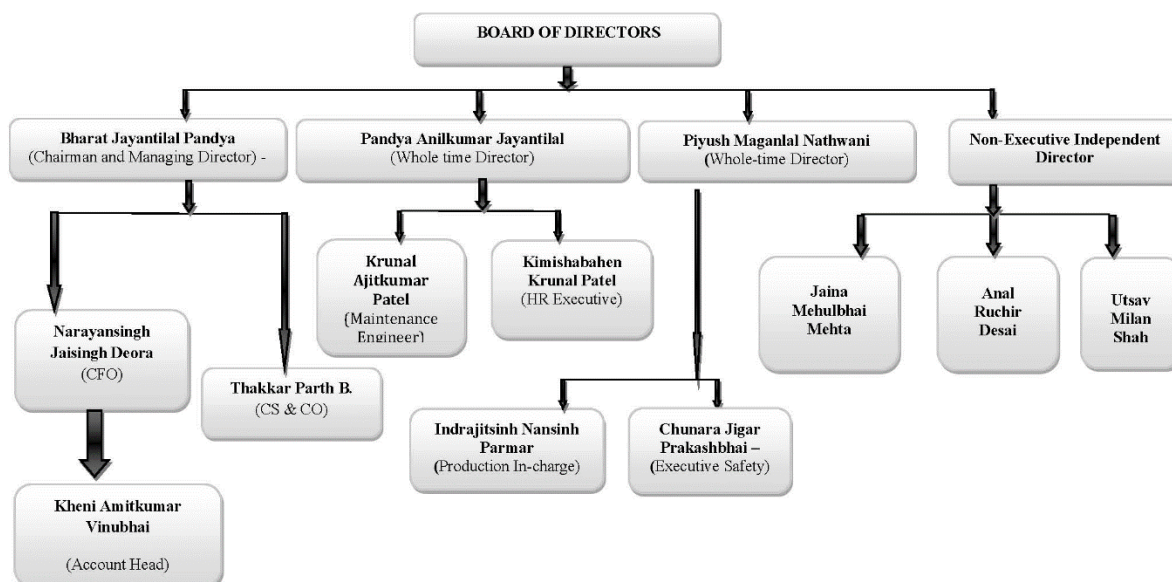 BOARD OF DIRECTORS
Bharat Jayantilal Pandya
(Chairman and Managing Director) -
Pandya Anilkumar Jayantilal
(Whole time Director)
Piyush Maganlal Nathwani
(Whole-time Director)
Non-Executive Independent
Director
Krunal
Ajitkumar
Patel
(Maintenance
Engineer)
Kimishabahen
Krunal Patel
(HR Executive)
Jaina
Mehulbhai
Mehta
Anal
Ruchir
Desai
Utsav
Milan
Shah
Narayansingh
Jaisingh Deora
(CFO)
Thakkar Parth B.
(CS & CO)
Indrajitsinh Nansinh
Parmar
(Production In-charge)
Chunara Jigar
Prakashbhai –
(Executive Safety)
Kheni Amitkumar
Vinubhai
(Account Head)